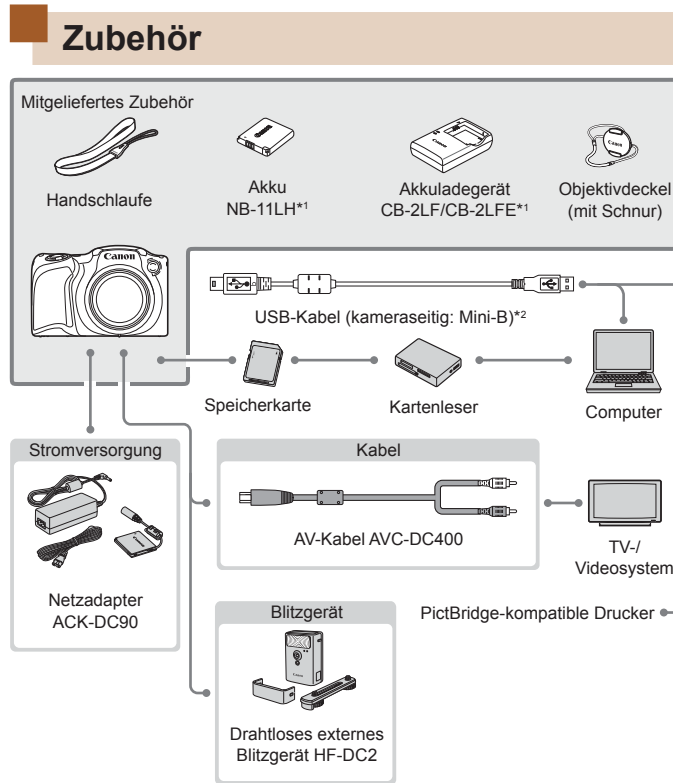 Zubehör
Mitgeliefertes Zubehör
Handschlaufe
Akku
NB-11LH*1
Akkuladegerät
CB-2LF/CB-2LFE*1
Objektivdeckel
(mit Schnur)
Canon
USB-Kabel (kameraseitig: Mini-B)*2
Speicherkarte
Kartenleser
Computer
Stromversorgung
Netzadapter
ACK-DC90
Kabel
AV-Kabel AVC-DC400
TV-/
Videosystem
Blitzgerät
Drahtloses externes
Blitzgerät HF-DC2
PictBridge-kompatible Drucker